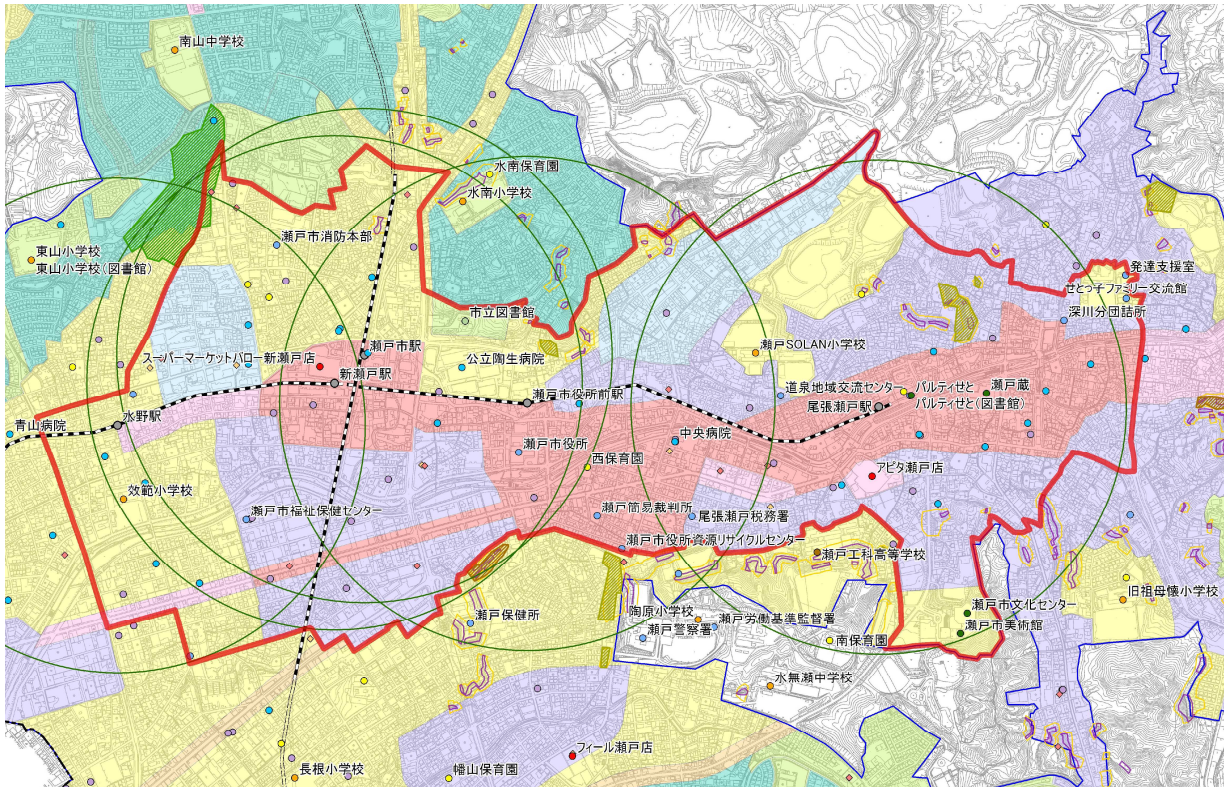 南山中学校
水南保育園
水南小学校
瀬戸市消防本部
東山小学校
東山小学校(図書館)
発達支援室
せとっ子ファミリー交流館
深川分団詰所
市立図書館
瀬戸市駅
スーパーマーケットバロー新瀬戸店
公立陶生病院
瀬戸SOLAN小学校
新瀬戸駅
瀬戸市役所前駅
道泉地域交流センター
パルティせと
瀬戸蔵
尾張瀬戸駅
パルティせと(図書館)
水野駅
青山病院
中央病院
瀬戸市役所
西保育園
アピタ瀬戸店
効範小学校
瀬戸市福祉保健センター
瀬戸簡易裁判所
尾張瀬戸税務署
瀬戸市役所資源リサイクルセンター
瀬戸工科高等学校
旧祖母懐小学校
瀬戸保健所
陶原小学校
瀬戸労働基準監督署
瀬戸市文化センター
瀬戸警察署
南保育園
瀬戸市美術館
水無瀬中学校
フィール瀬戸店
長根小学校
幡山保育園